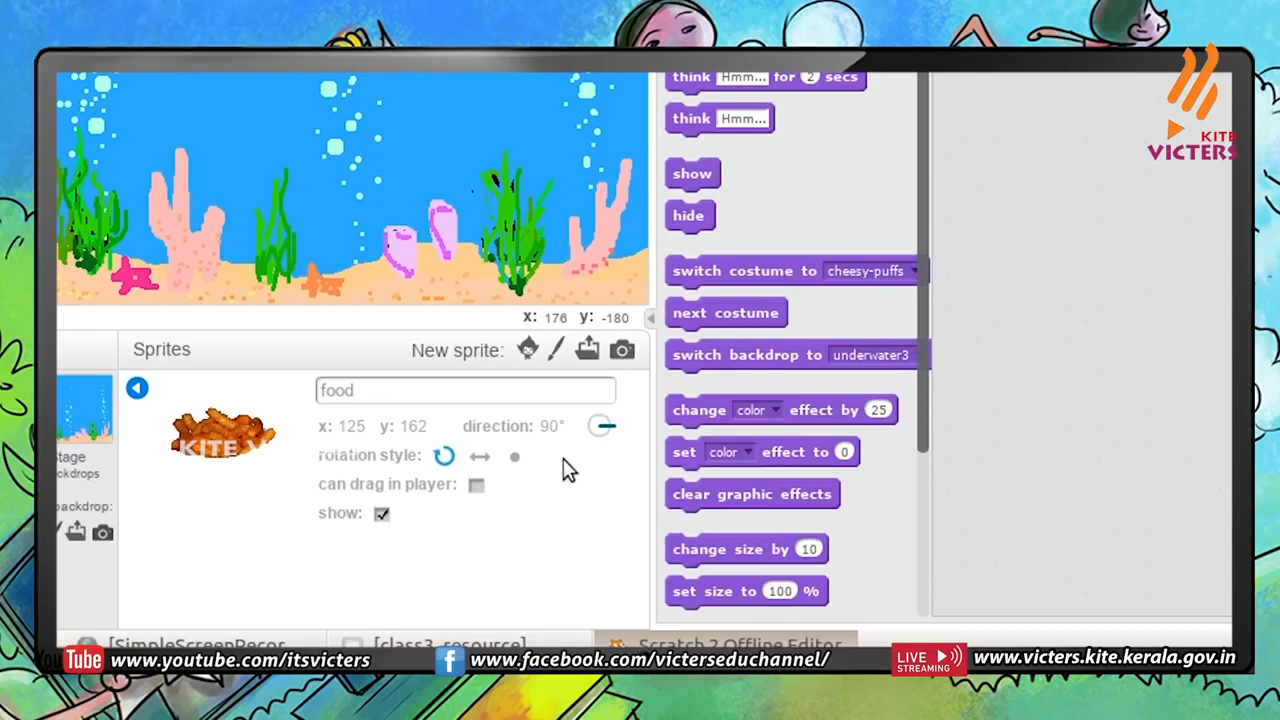 think Hmm... for 2 secs
think Hmm...
show
hide
switch costume to cheesy-puffs
next costume
switch backdrop to underwater3
change color effect by 25
set color effect to 0
clear graphic effects
change size by 10
set size to 100 %
KITE
VICTERS
x: 176 y: -180
Sprites
New sprite:
food
x: 125 y: 162 direction: 90°
rotation style:
can drag in player:
show:
KITE V
Stage
backdrop:
[SimpleScreenRecor
[class3_resource]
Scratch 2 Offline Editor
YouTube www.youtube.com/itsvicters
f www.facebook.com/victerseduchannel/
LIVE STREAMING www.victers.kite.kerala.gov.in